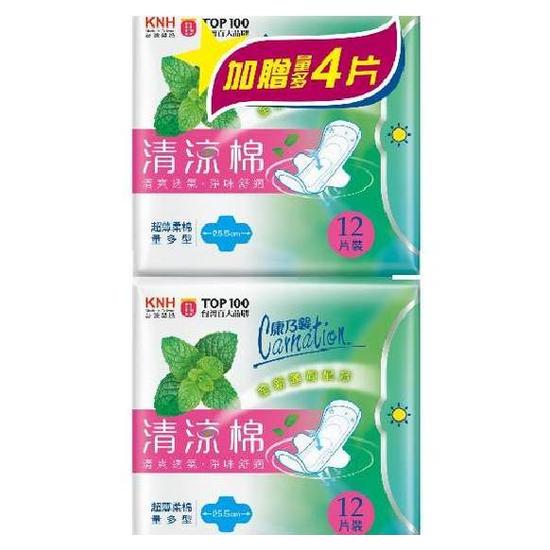 KNH
TOP 100
台灣百大品牌
加贈量多4片
清涼棉
清爽透氣·淨味舒適
超薄柔棉
量多型
25.5cm
12
片裝
KNH
TOP 100
台灣百大品牌
康乃馨
Carnation
清涼棉
清爽透氣·淨味舒適
超薄柔棉
量多型
25.5cm
12
片裝